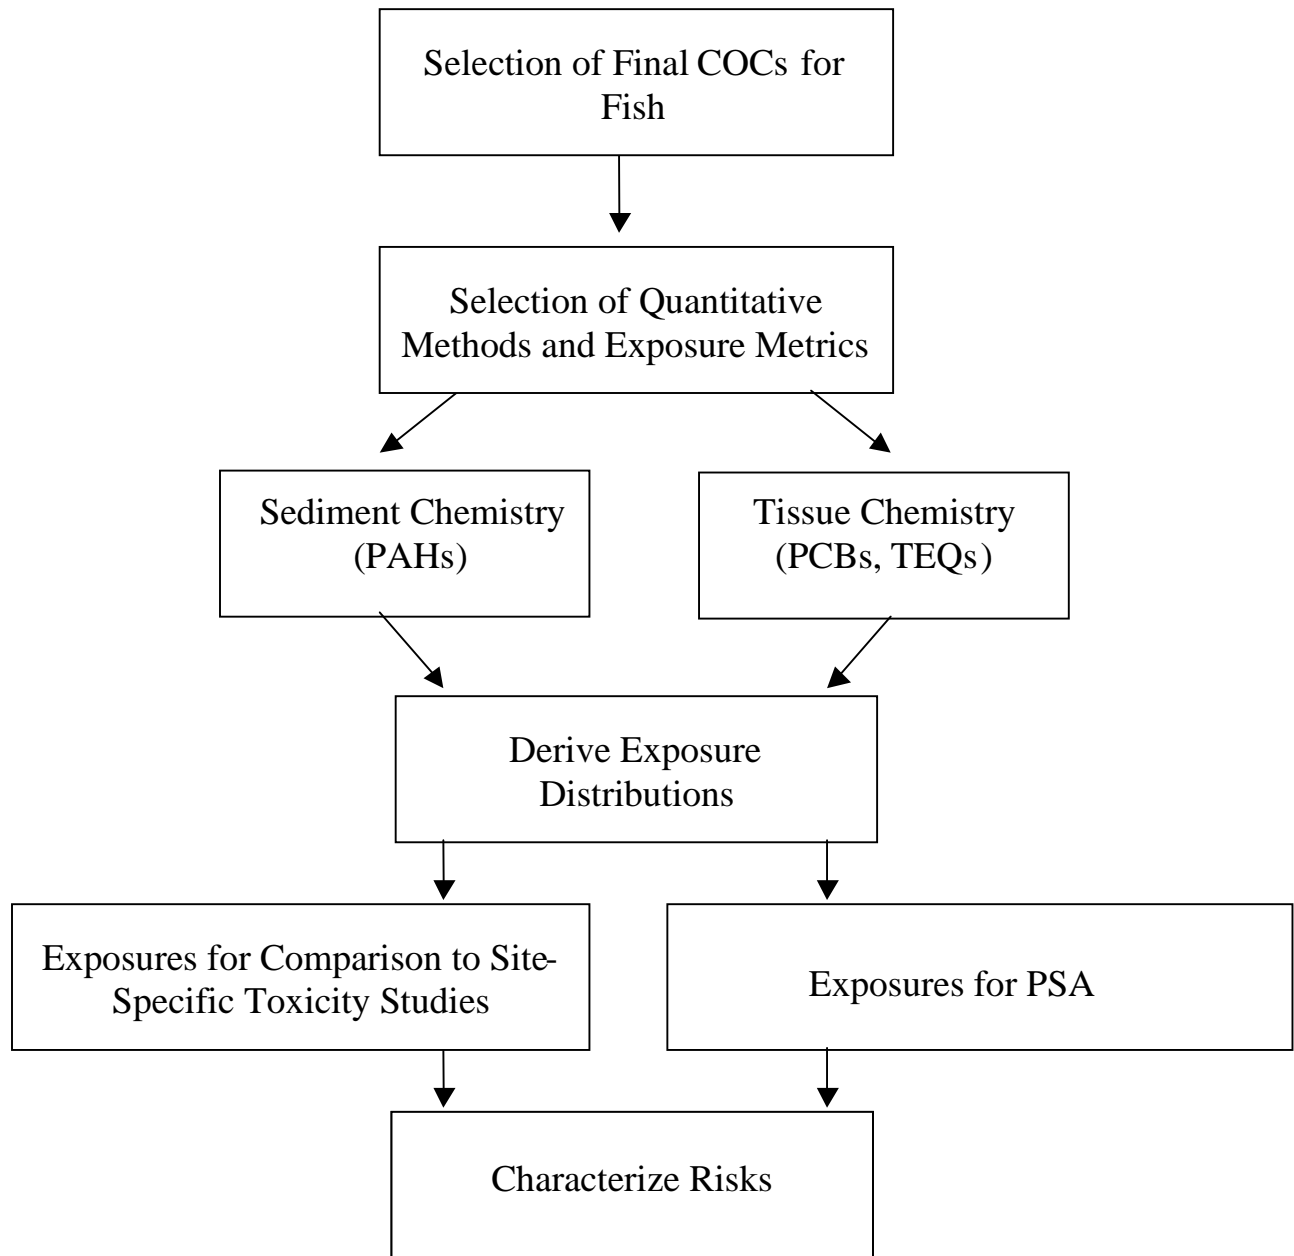 Selection of Final COCs for
Fish
Selection of Quantitative
Methods and Exposure Metrics
Sediment Chemistry
(PAHs)
Tissue Chemistry
(PCBs, TEQs)
Derive Exposure
Distributions
Exposures for Comparison to Site-
Specific Toxicity Studies
Exposures for PSA
Characterize Risks